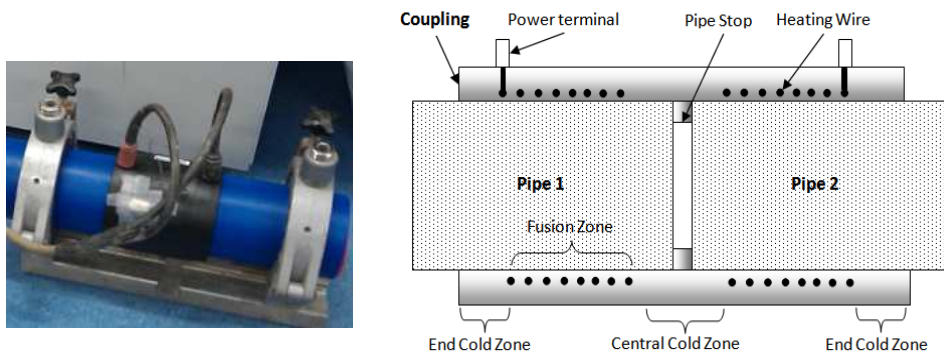 Coupling
Power terminal
Pipe Stop
Heating Wire
Pipe 1
Pipe 2
Fusion Zone
End Cold Zone
Central Cold Zone
End Cold Zone